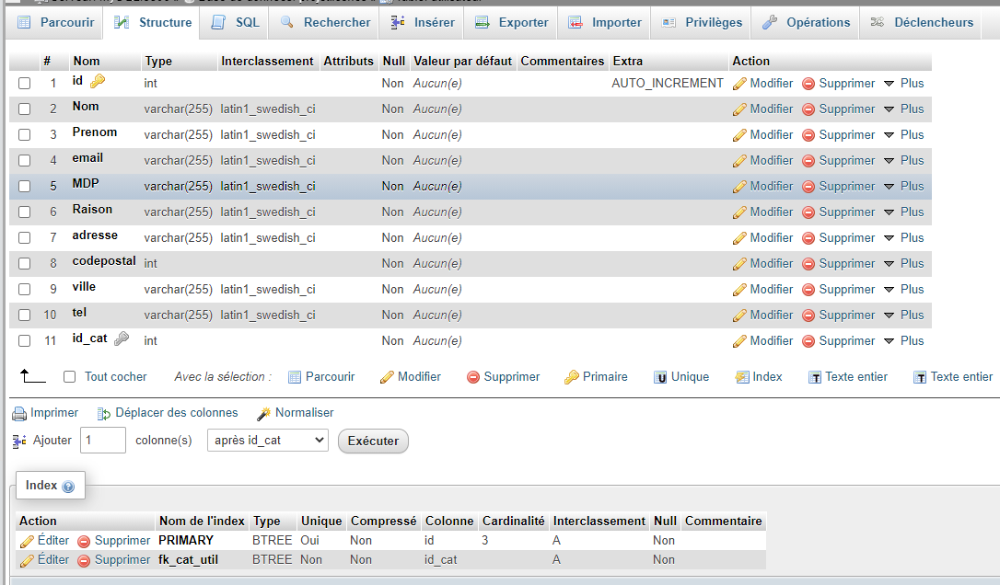 Parcourir Structure SQL Rechercher Insérer Exporter Importer Privilèges Opérations Déclencheurs
# Nom Type Interclassement Attributs Null Valeur par défaut Commentaires Extra Action
1 id int Non Aucun(e) AUTO_INCREMENT Modifier Supprimer Plus
2 Nom varchar(255) latin1_swedish_ci Non Aucun(e) Modifier Supprimer Plus
3 Prenom varchar(255) latin1_swedish_ci Non Aucun(e) Modifier Supprimer Plus
4 email varchar(255) latin1_swedish_ci Non Aucun(e) Modifier Supprimer Plus
5 MDP varchar(255) latin1_swedish_ci Non Aucun(e) Modifier Supprimer Plus
6 Raison varchar(255) latin1_swedish_ci Non Aucun(e) Modifier Supprimer Plus
7 adresse varchar(255) latin1_swedish_ci Non Aucun(e) Modifier Supprimer Plus
8 codepostal int Non Aucun(e) Modifier Supprimer Plus
9 ville varchar(255) latin1_swedish_ci Non Aucun(e) Modifier Supprimer Plus
10 tel varchar(255) latin1_swedish_ci Non Aucun(e) Modifier Supprimer Plus
11 id_cat int Non Aucun(e) Modifier Supprimer Plus
Tout cocher Avec la sélection : Parcourir Modifier Supprimer Primaire Unique Index Texte entier Texte entier
Imprimer Déplacer des colonnes Normaliser
Ajouter 1 colonne(s) après id_cat Exécuter
Index
Action Nom de l'index Type Unique Compressé Colonne Cardinalité Interclassement Null Commentaire
Éditer Supprimer PRIMARY BTREE Oui Non id 3 A Non
Éditer Supprimer fk_cat_util BTREE Non Non id_cat A Non